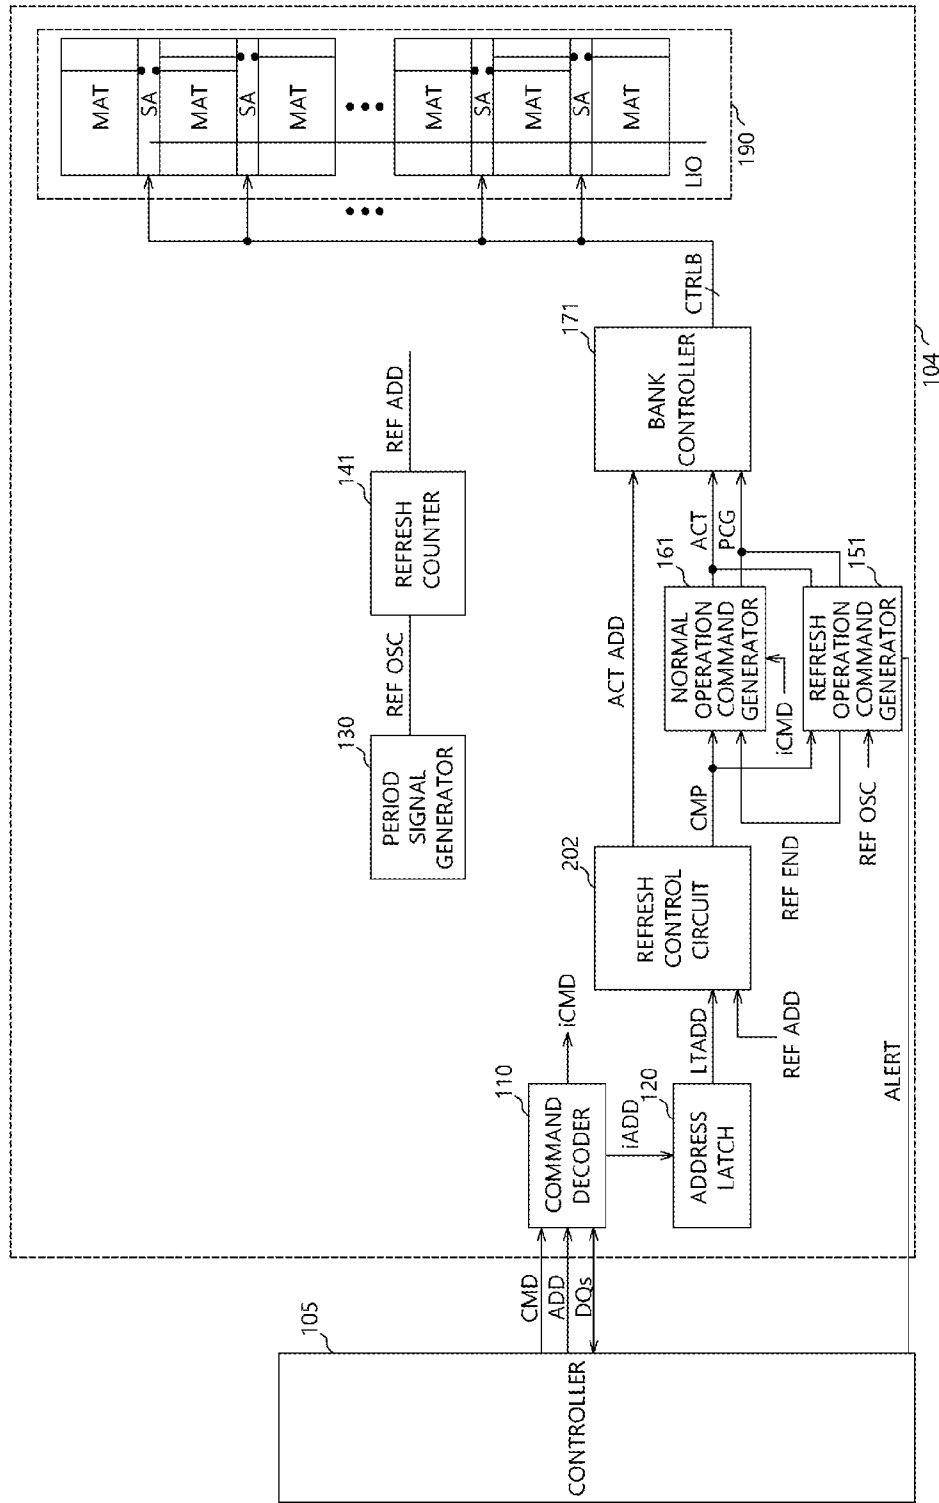 CONTROLLER
105
CMD
ADD
DQs
ALERT
104
COMMAND
DECODER
110
iCMD
iADD
ADDRESS
LATCH
120
LTADD
REF ADD
REFRESH
CONTROL
CIRCUIT
202
ACT ADD
CMP
REF END
REF OSC
iCMD
PERIOD
SIGNAL
GENERATOR
130
REF OSC
REFRESH
COUNTER
141
REF ADD
NORMAL
OPERATION
COMMAND
GENERATOR
161
REFRESH
OPERATION
COMMAND
GENERATOR
151
ACT
PCG
BANK
CONTROLLER
171
CTRLB
MAT
SA
MAT
SA
MAT
MAT
SA
MAT
SA
MAT
LIO
190